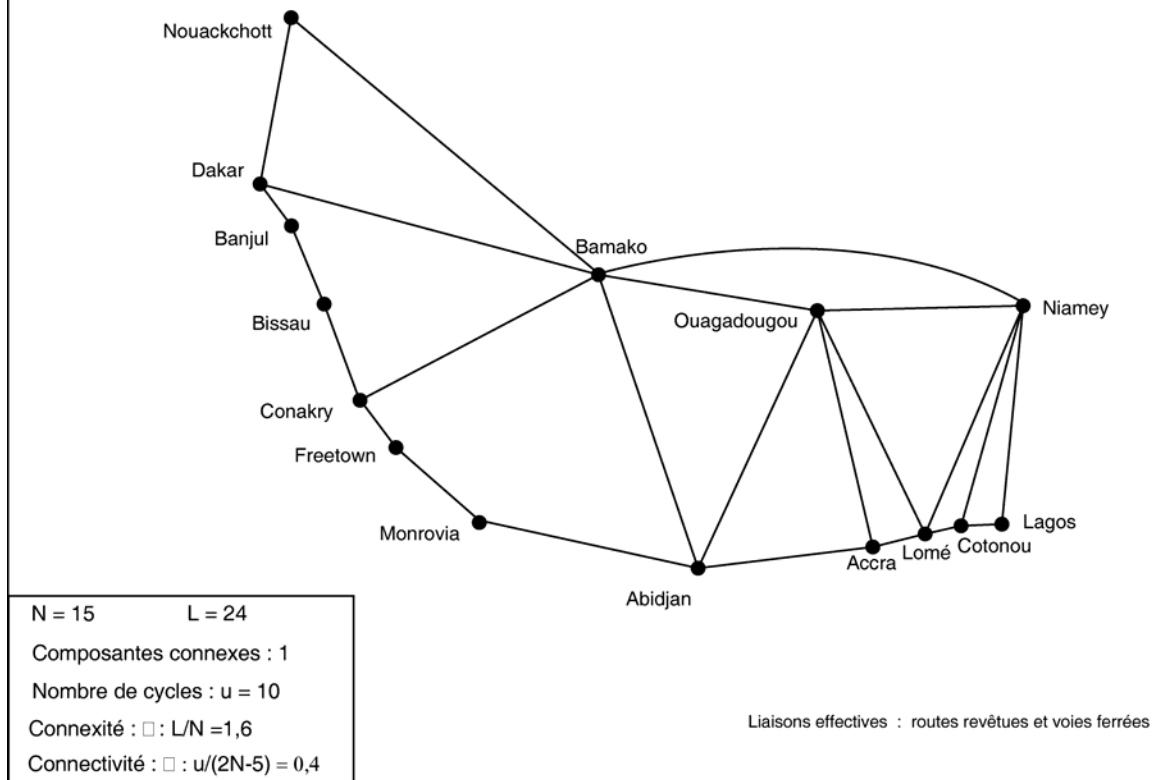 Nouackchott
Dakar
Banjul
Bamako
Ouagadougou
Niamey
Bissau
Conakry
Freetown
Monrovia
Lagos
Cotonou
Lomé
Accra
Abidjan
N = 15 L = 24
Composantes connexes : 1
Nombre de cycles : u = 10
Connexité : □ : L/N =1,6
Connectivité : □ : u/(2N-5) = 0,4
Liaisons effectives : routes revêtues et voies ferrées